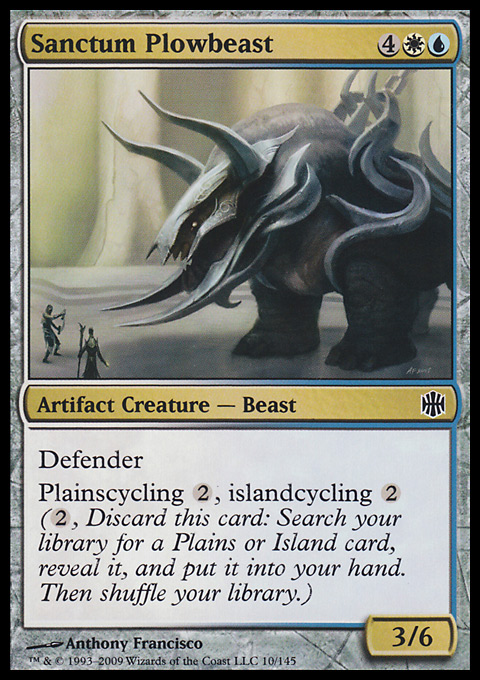 Sanctum Plowbeast 4
Artifact Creature — Beast
Defender
Plainscycling 2, islandcycling 2
(2, Discard this card: Search your
library for a Plains or Island card,
reveal it, and put it into your hand.
Then shuffle your library.)
Anthony Francisco
3/6
™ & © 1993–2009 Wizards of the Coast LLC 10/145